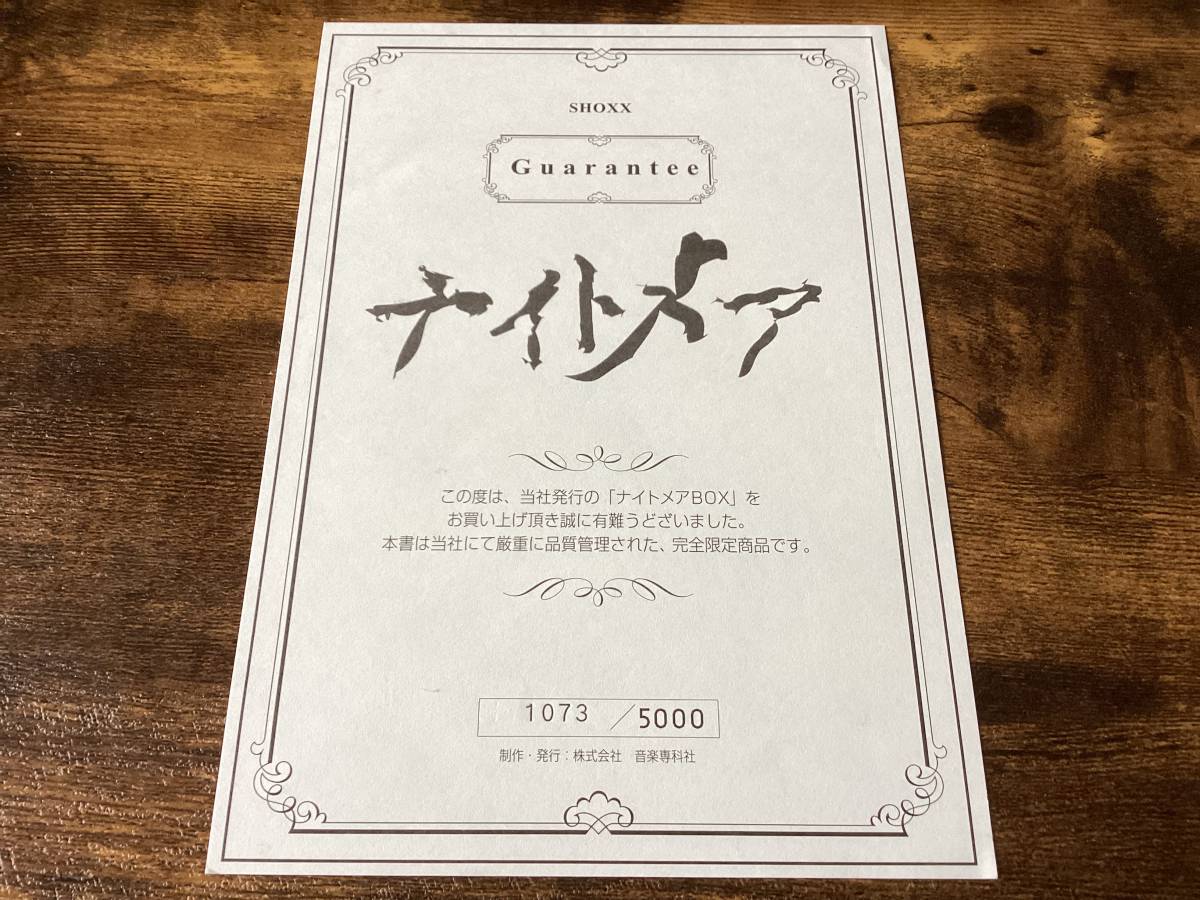 SHOXX
Guarantee
ナイトメア
この度は、当社発行の「ナイトメアBOX」を
お買い上げ頂き誠に有難うございました。
本書は当社にて厳重に品質管理された、完全限定商品です。
1073 /5000
制作・発行：株式会社 音楽専科社